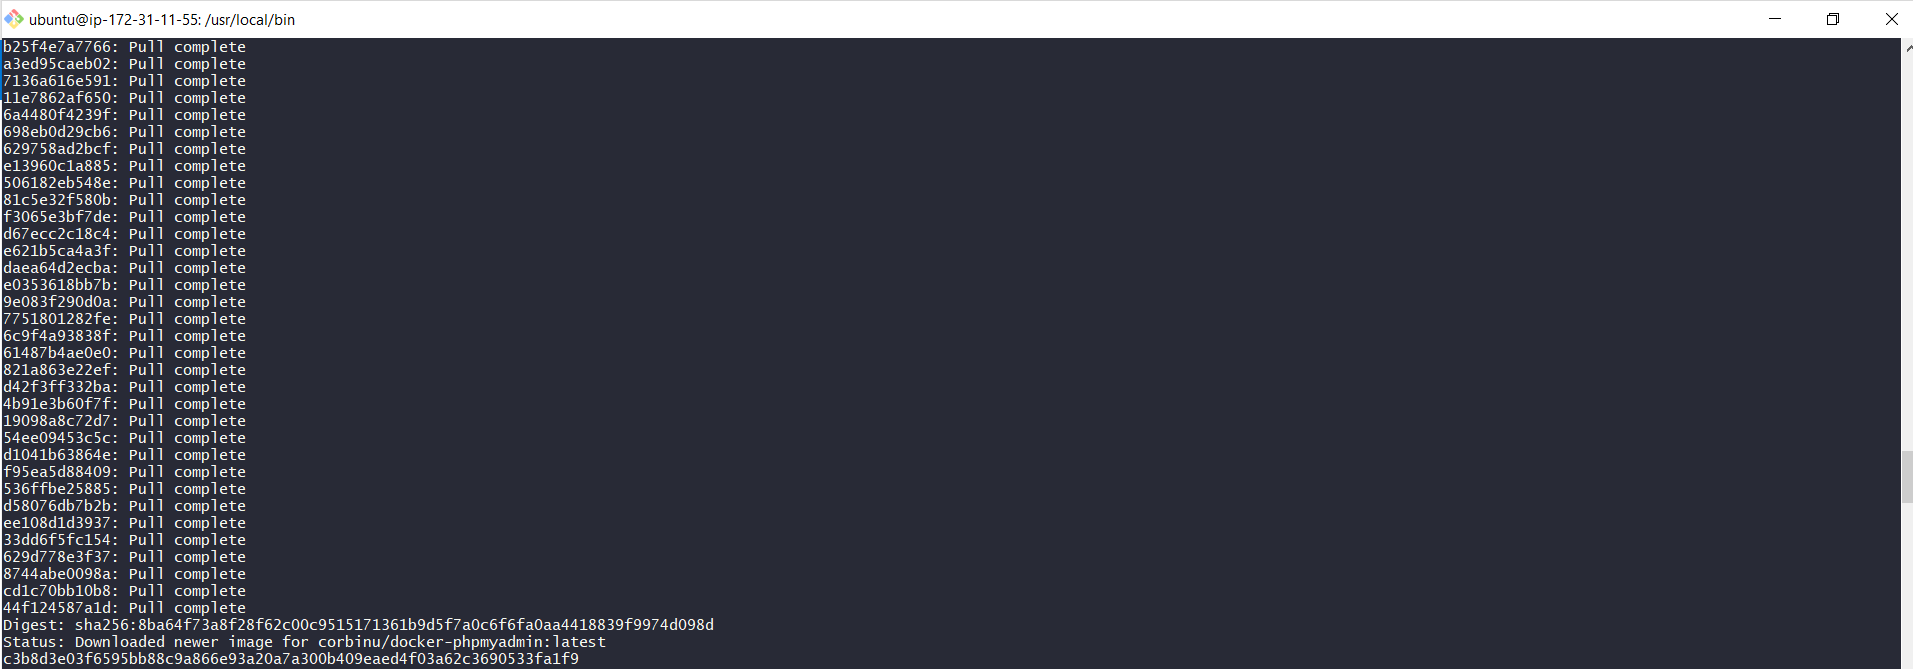 ubuntu@ip-172-31-11-55: /usr/local/bin
b25f4e7a7766: Pull complete
a3ed95caeb02: Pull complete
7136a616e591: Pull complete
11e7862af650: Pull complete
6a4480f4239f: Pull complete
698eb0d29cb6: Pull complete
629758ad2bcf: Pull complete
e13960c1a885: Pull complete
506182eb548e: Pull complete
81c5e32f580b: Pull complete
f3065e3bf7de: Pull complete
d67ecc2c18c4: Pull complete
e621b5ca4a3f: Pull complete
daea64d2ecba: Pull complete
e0353618bb7b: Pull complete
9e083f290d0a: Pull complete
7751801282fe: Pull complete
6c9f4a93838f: Pull complete
61487b4ae0e0: Pull complete
821a863e22ef: Pull complete
d42f3ff332ba: Pull complete
4b91e3b60f7f: Pull complete
19098a8c72d7: Pull complete
54ee09453c5c: Pull complete
d1041b63864e: Pull complete
f95ea5d88409: Pull complete
536ffbe25885: Pull complete
d58076db7b2b: Pull complete
ee108d1d3937: Pull complete
33dd6f5fc154: Pull complete
629d778e3f37: Pull complete
8744abe0098a: Pull complete
cd1c70bb10b8: Pull complete
44f124587a1d: Pull complete
Digest: sha256:8ba64f73a8f28f62c00c9515171361b9d5f7a0c6f6fa0aa4418839f9974d098d
Status: Downloaded newer image for corbinu/docker-phpmyadmin:latest
c3b8d3e03f6595bb88c9a866e93a20a7a300b409eaed4f03a62c3690533fa1f9